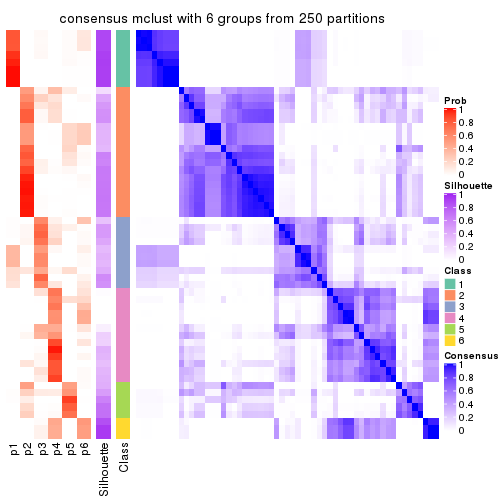 consensus mclust with 6 groups from 250 partitions
Prob
1
0.8
0.6
0.4
0.2
0
Silhouette
1
0.8
0.6
0.4
0.2
0
Class
1
2
3
4
5
6
Consensus
1
0.8
0.6
0.4
0.2
0
p1
p2
p3
p4
p5
p6
Silhouette
Class